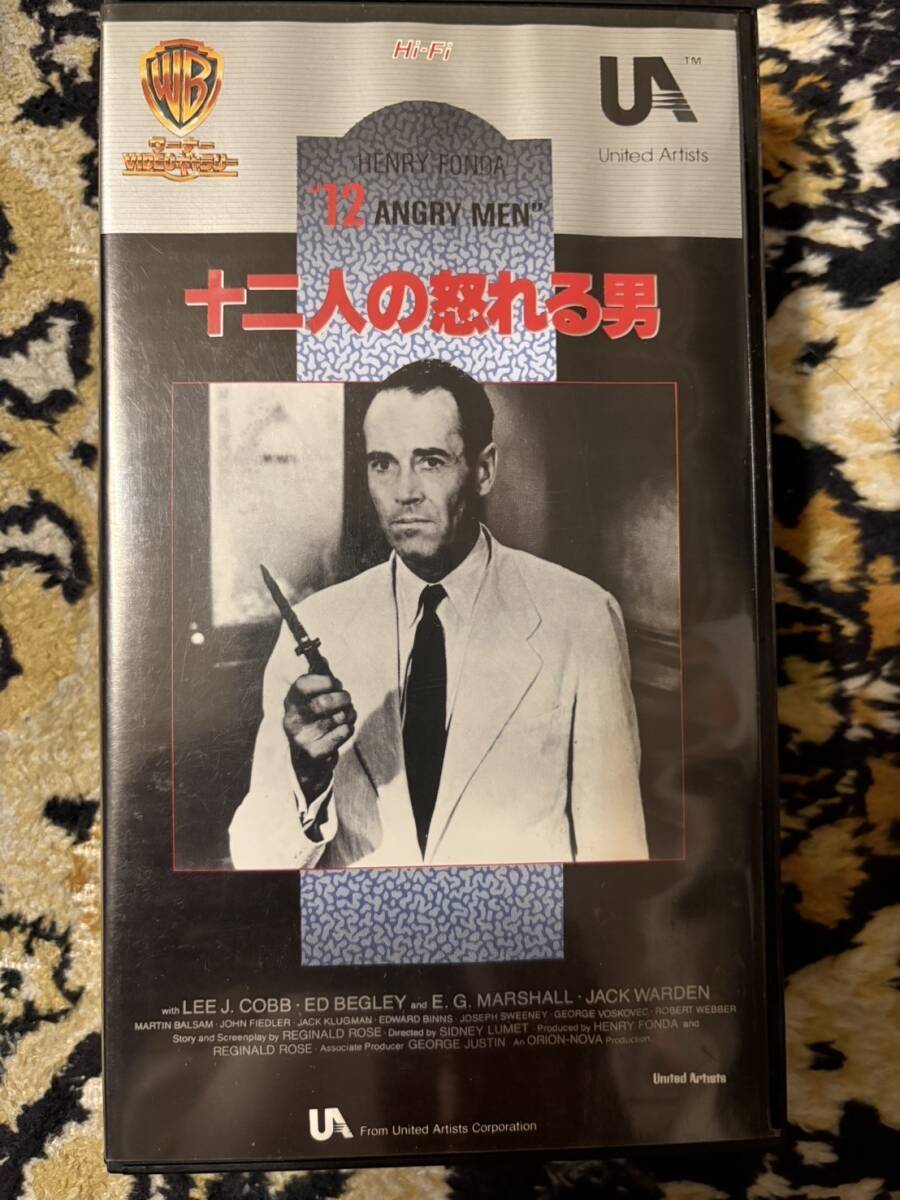 Hi-Fi
WB
ワーナー
VIDEOギャラリー
UA™
United Artists
HENRY FONDA
"12 ANGRY MEN"
十二人の怒れる男
with LEE J. COBB · ED BEGLEY and E. G. MARSHALL · JACK WARDEN
MARTIN BALSAM · JOHN FIEDLER · JACK KLUGMAN · EDWARD BINNS · JOSEPH SWEENEY · GEORGE VOSKOVEC · ROBERT WEBBER
Story and Screenplay by REGINALD ROSE · Directed by SIDNEY LUMET · Produced by HENRY FONDA and
REGINALD ROSE · Associate Producer GEORGE JUSTIN · An ORION-NOVA Production
United Artists
UA From United Artists Corporation